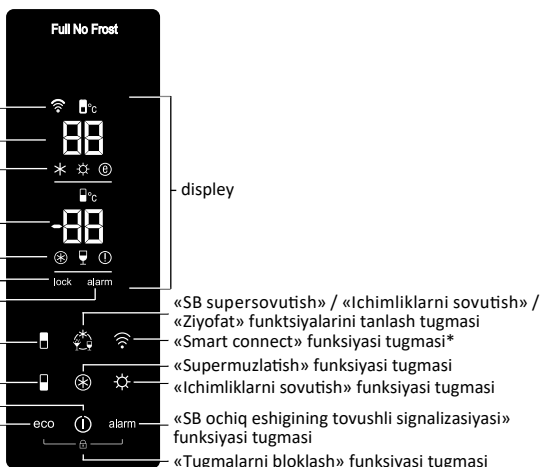 Full No Frost
°c
88
e
°c
-88
lock alarm
displey
«SB supersovutish» / «Ichimliklarni sovutish» /
«Ziyofat» funktsiyalarini tanlash tugmasi
«Smart connect» funksiyasi tugmasi*
«Supermuzlatish» funksiyasi tugmasi
«Ichimliklarni sovutish» funksiyasi tugmasi
eco alarm
«SB ochiq eshigining tovushli signalizasiyasi»
funksiyasi tugmasi
«Tugmalarni bloklash» funksiyasi tugmasi